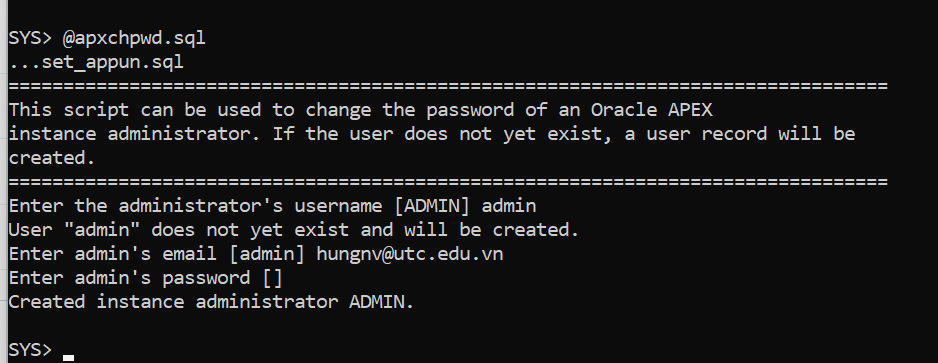 SYS> @apxchpwd.sql
...set_appun.sql
================================================================================
This script can be used to change the password of an Oracle APEX
instance administrator. If the user does not yet exist, a user record will be
created.
================================================================================
Enter the administrator's username [ADMIN] admin
User "admin" does not yet exist and will be created.
Enter admin's email [admin] hungnv@utc.edu.vn
Enter admin's password []
Created instance administrator ADMIN.
SYS>